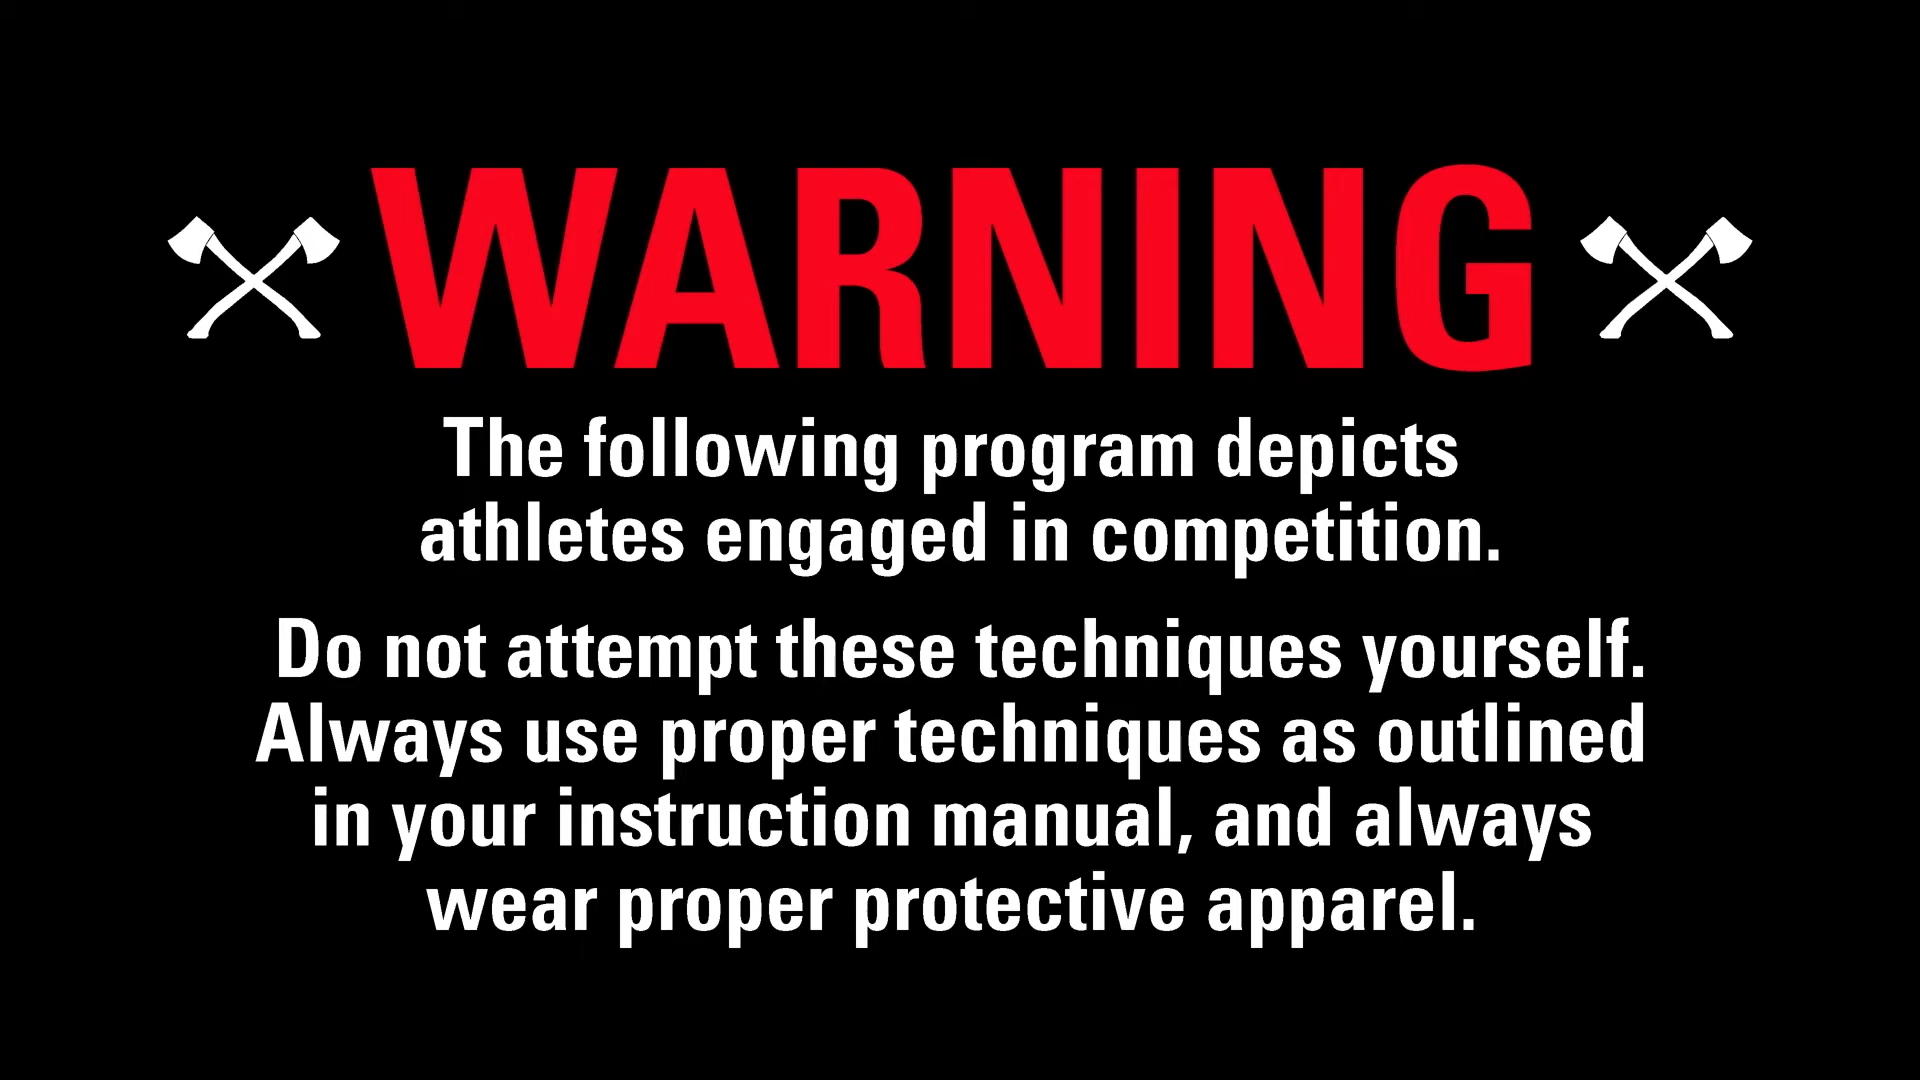 WARNING
The following program depicts
athletes engaged in competition.
Do not attempt these techniques yourself.
Always use proper techniques as outlined
in your instruction manual, and always
wear proper protective apparel.